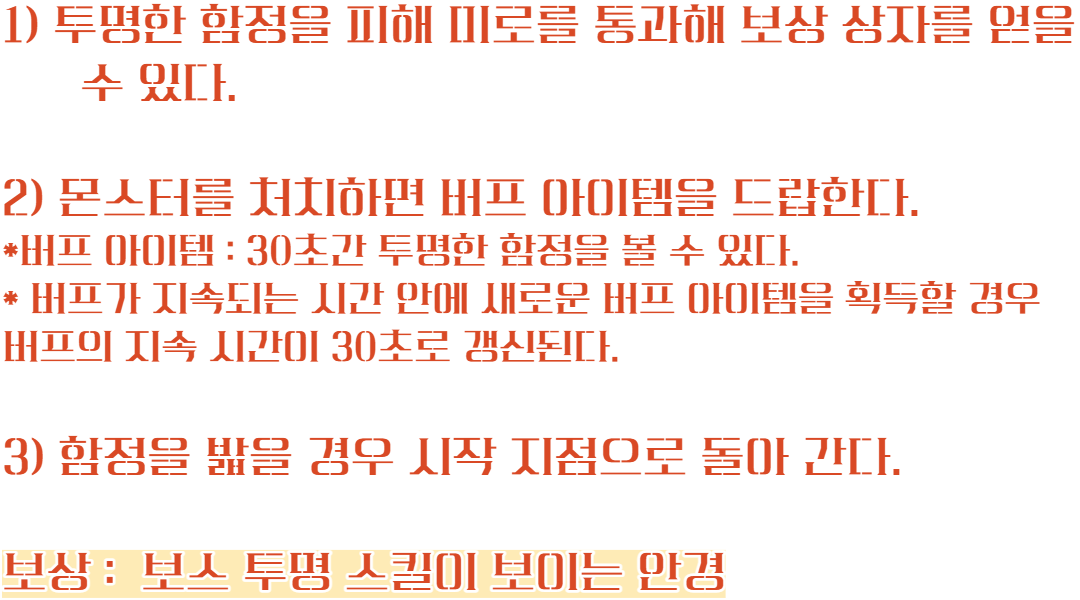 1) 투명한 함정을 피해 미로를 통과해 보상 상자를 얻을
수 있다.
2) 몬스터를 처치하면 버프 아이템을 드랍한다.
*버프 아이템 : 30초간 투명한 함정을 볼 수 있다.
* 버프가 지속되는 시간 안에 새로운 버프 아이템을 획득할 경우
버프의 지속 시간이 30초로 갱신된다.
3) 함정을 밟을 경우 시작 지점으로 돌아 간다.
보상 : 보스 투명 스킬이 보이는 안경